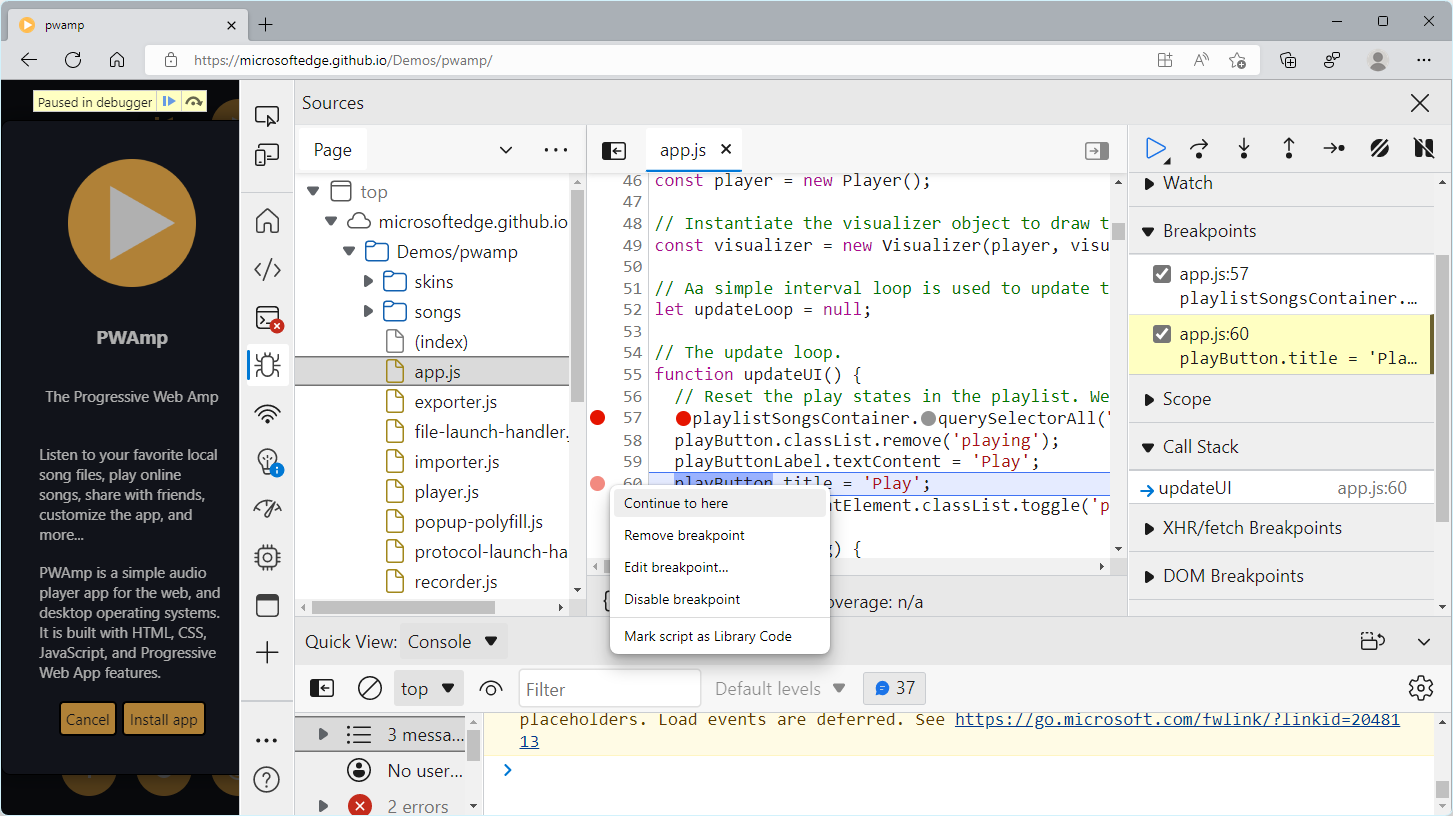 pwamp
https://microsoftedge.github.io/Demos/pwamp/
Paused in debugger
PWAmp
The Progressive Web Amp
Listen to your favorite local
song files, play online
songs, share with friends,
customize the app, and
more...
PWAmp is a simple audio
player app for the web, and
desktop operating systems.
It is built with HTML, CSS,
JavaScript, and Progressive
Web App features.
Cancel
Install app
Sources
Page
top
microsoftedge.github.io
Demos/pwamp
skins
songs
(index)
app.js
exporter.js
file-launch-handler.
importer.js
player.js
popup-polyfill.js
protocol-launch-ha
recorder.js
app.js
46 const player = new Player();
47
48 // Instantiate the visualizer object to draw t
49 const visualizer = new Visualizer(player, visu
50
51 // Aa simple interval loop is used to update t
52 let updateLoop = null;
53
54 // The update loop.
55 function updateUI() {
56 // Reset the play states in the playlist. We
57 playlistSongsContainer.querySelectorAll('
58 playButton.classList.remove('playing');
59 playButtonLabel.textContent = 'Play';
60 playButton.title = 'Play';
tElement.classList.toggle('p
) {
Continue to here
Remove breakpoint
Edit breakpoint...
Disable breakpoint
Mark script as Library Code
{
overage: n/a
Watch
Breakpoints
app.js:57
playlistSongsContainer.…
app.js:60
playButton.title = 'Pla…
Scope
Call Stack
updateUI app.js:60
XHR/fetch Breakpoints
DOM Breakpoints
Quick View: Console
top
Filter
Default levels
37
3 messa...
No user...
2 errors
placeholders. Load events are deferred. See https://go.microsoft.com/fwlink/?linkid=20481
13